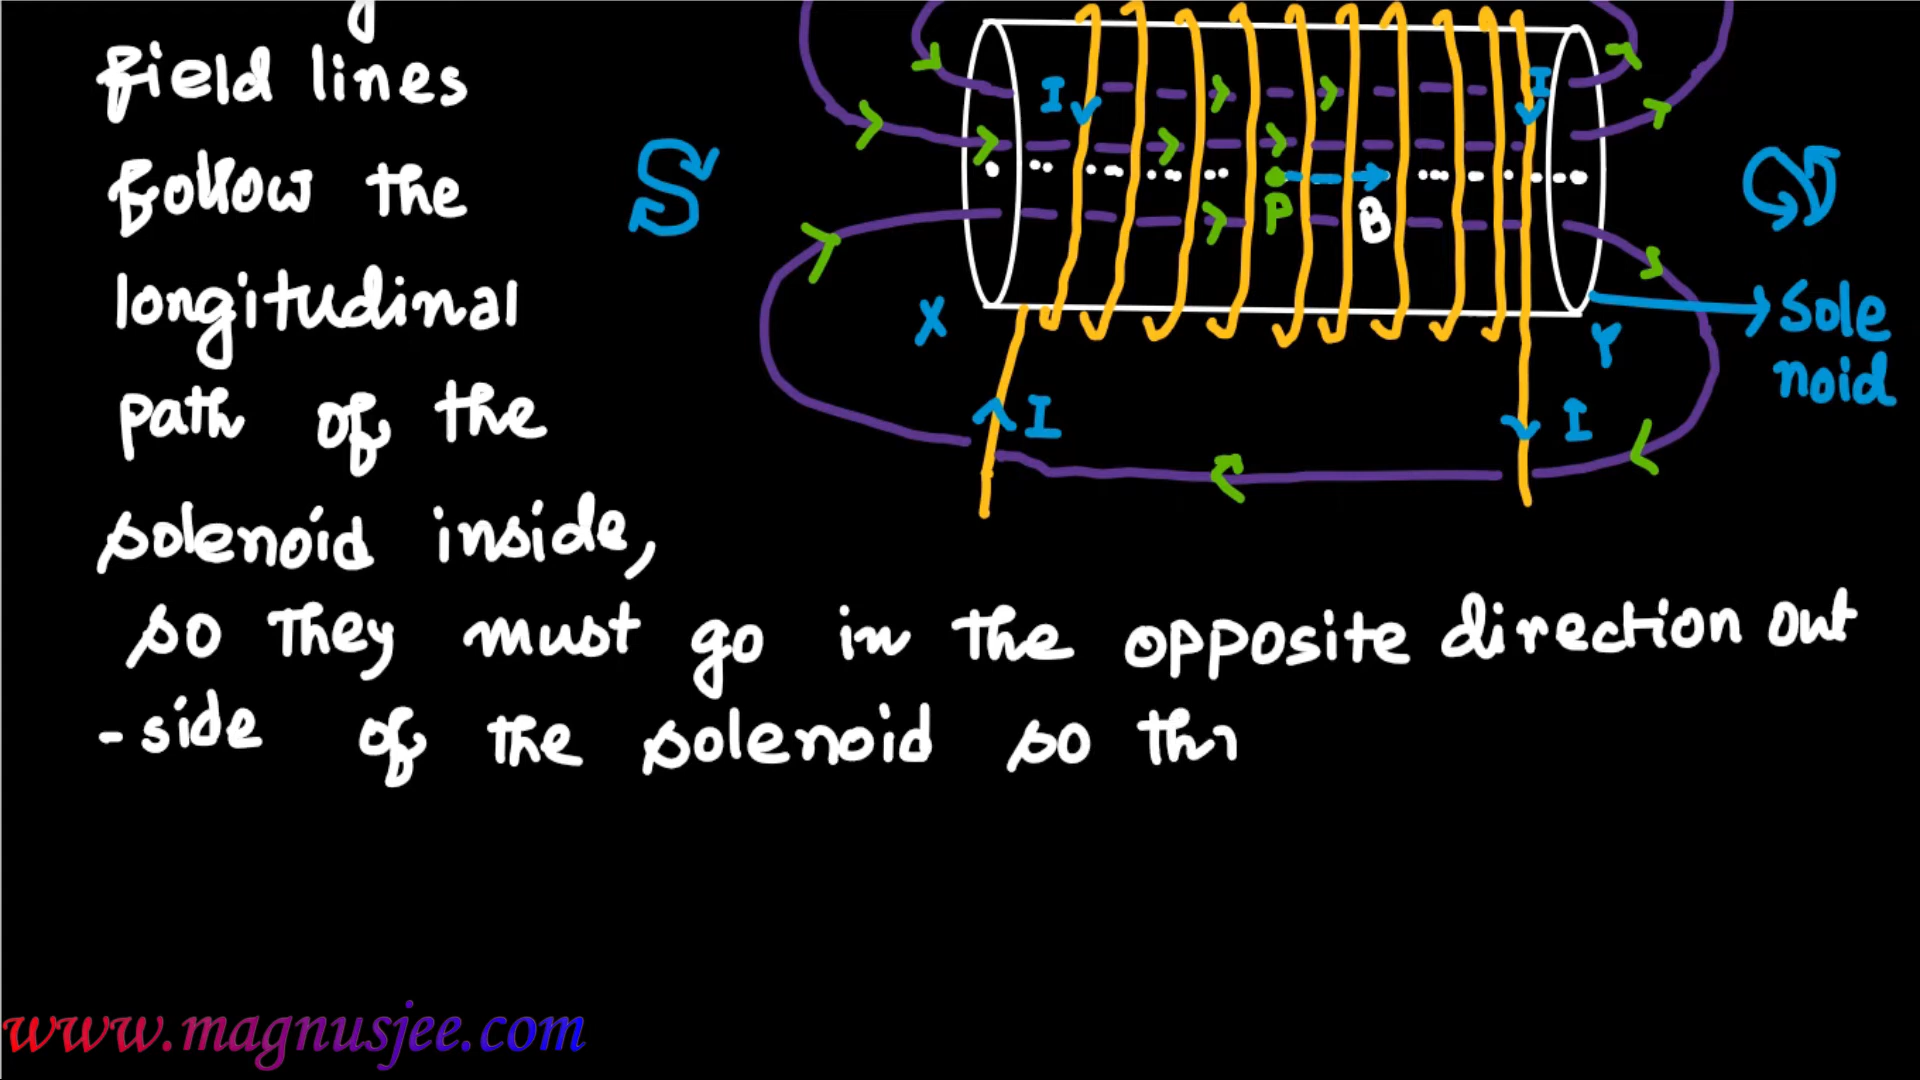 field lines
follow the
longitudinal
path of the
solenoid inside,
so they must go in the opposite direction out
-side of the solenoid so
I
I
P
B
S
N
X
Y
Sole
noid
I
I
www.magnusjee.com